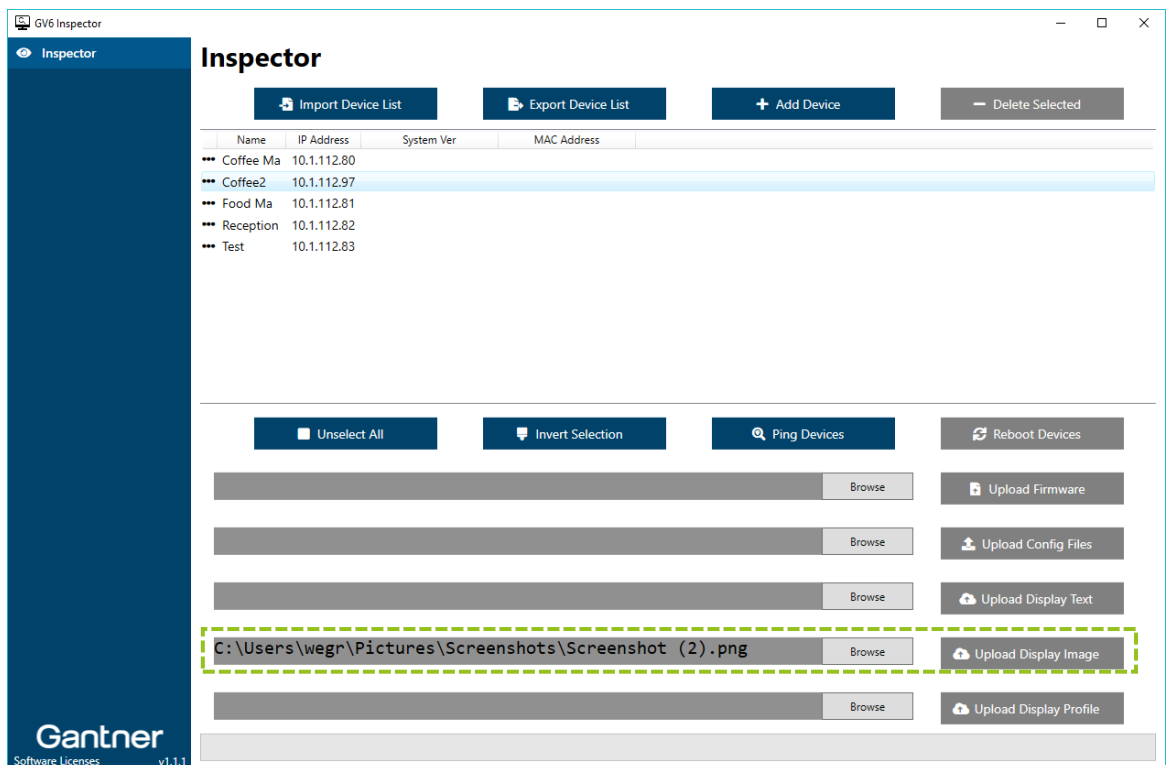 GV6 Inspector
Inspector
Inspector
Import Device List Export Device List Add Device Delete Selected
Name IP Address System Ver MAC Address
Coffee Ma 10.1.112.80
Coffee2 10.1.112.97
Food Ma 10.1.112.81
Reception 10.1.112.82
Test 10.1.112.83
Unselect All Invert Selection Ping Devices Reboot Devices
Browse Upload Firmware
Browse Upload Config Files
Browse Upload Display Text
C:\Users\wegr\Pictures\Screenshots\Screenshot (2).png Browse Upload Display Image
Browse Upload Display Profile
Gantner
Software Licenses v1.1.1